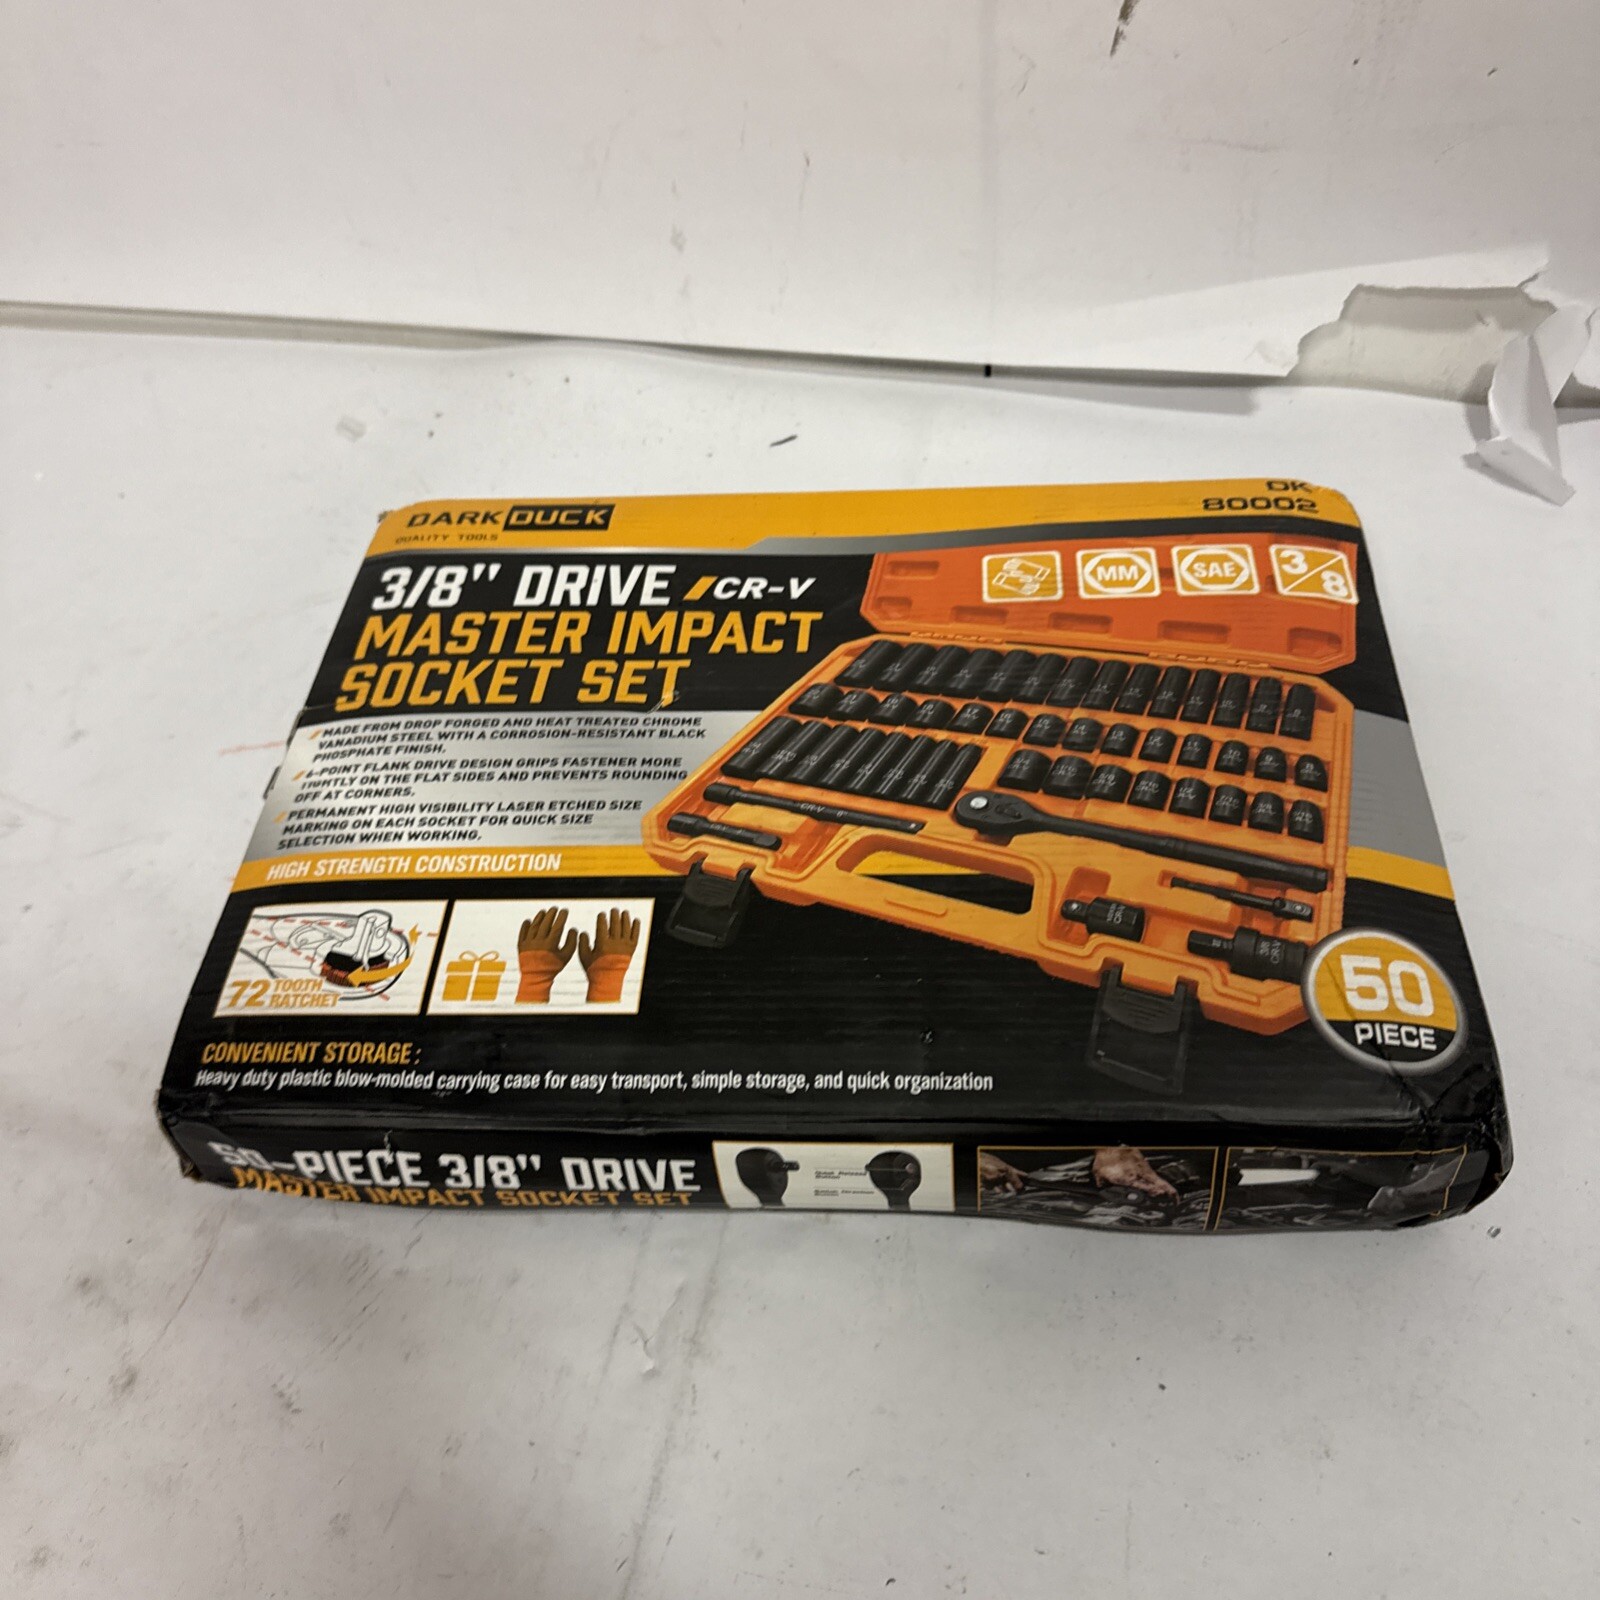 DARK DUCK
QUALITY TOOLS
DK
80002
3/8" DRIVE CR-V
MASTER IMPACT
SOCKET SET
MM
SAE
3/8
MADE FROM DROP FORGED AND HEAT TREATED CHROME
VANADIUM STEEL WITH A CORROSION-RESISTANT BLACK
PHOSPHATE FINISH.
6-POINT FLANK DRIVE DESIGN GRIPS FASTENER MORE
TIGHTLY ON THE FLAT SIDES AND PREVENTS ROUNDING
OFF AT CORNERS.
PERMANENT HIGH VISIBILITY LASER ETCHED SIZE
MARKING ON EACH SOCKET FOR QUICK SIZE
SELECTION WHEN WORKING.
HIGH STRENGTH CONSTRUCTION
72 TOOTH
RATCHET
50
PIECE
CONVENIENT STORAGE:
Heavy duty plastic blow-molded carrying case for easy transport, simple storage, and quick organization
50-PIECE 3/8" DRIVE
MASTER IMPACT SOCKET SET